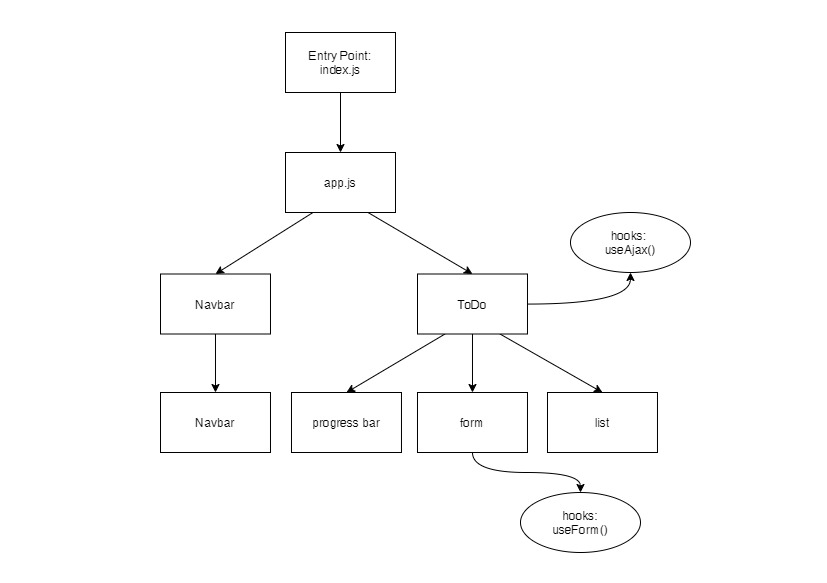 Entry Point:
index.js
app.js
hooks:
useAjax()
Navbar
ToDo
Navbar
progress bar
form
list
hooks:
useForm()